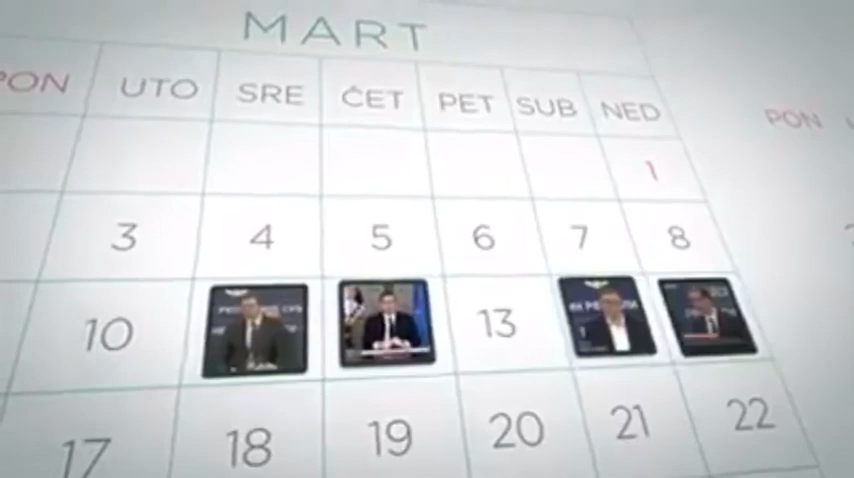 MART
PON UTO SRE ČET PET SUB NED PON
1
3 4 5 6 7 8
10 13
17 18 19 20 21 22